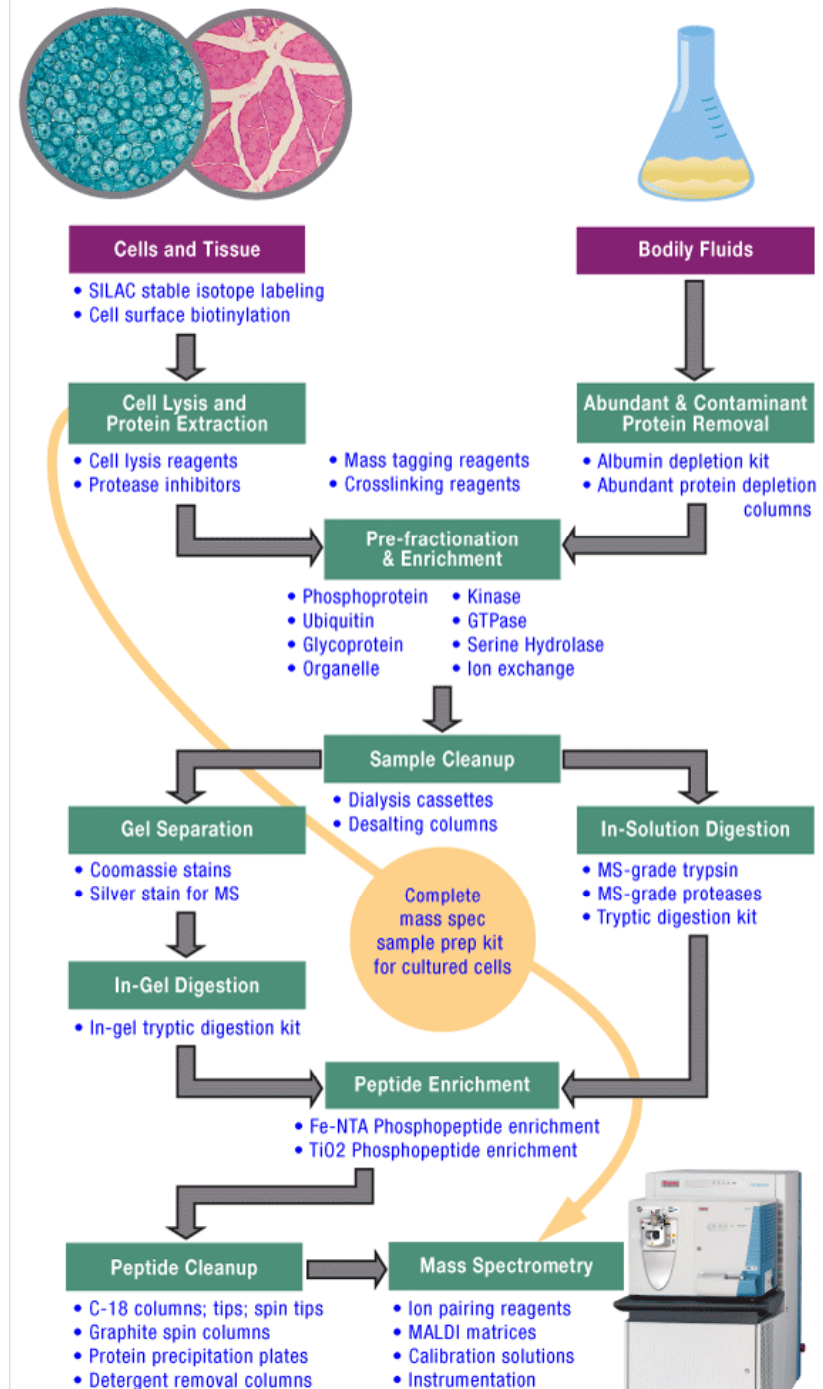 Cells and Tissue
• SILAC stable isotope labeling
• Cell surface biotinylation
Bodily Fluids
Cell Lysis and
Protein Extraction
• Cell lysis reagents
• Protease inhibitors
• Mass tagging reagents
• Crosslinking reagents
Abundant & Contaminant
Protein Removal
• Albumin depletion kit
• Abundant protein depletion
columns
Pre-fractionation
& Enrichment
• Phosphoprotein
• Ubiquitin
• Glycoprotein
• Organelle
• Kinase
• GTPase
• Serine Hydrolase
• Ion exchange
Sample Cleanup
• Dialysis cassettes
• Desalting columns
Gel Separation
• Coomassie stains
• Silver stain for MS
In-Solution Digestion
• MS-grade trypsin
• MS-grade proteases
• Tryptic digestion kit
Complete
mass spec
sample prep kit
for cultured cells
In-Gel Digestion
• In-gel tryptic digestion kit
Peptide Enrichment
• Fe-NTA Phosphopeptide enrichment
• TiO2 Phosphopeptide enrichment
Peptide Cleanup
• C-18 columns; tips; spin tips
• Graphite spin columns
• Protein precipitation plates
• Detergent removal columns
Mass Spectrometry
• Ion pairing reagents
• MALDI matrices
• Calibration solutions
• Instrumentation